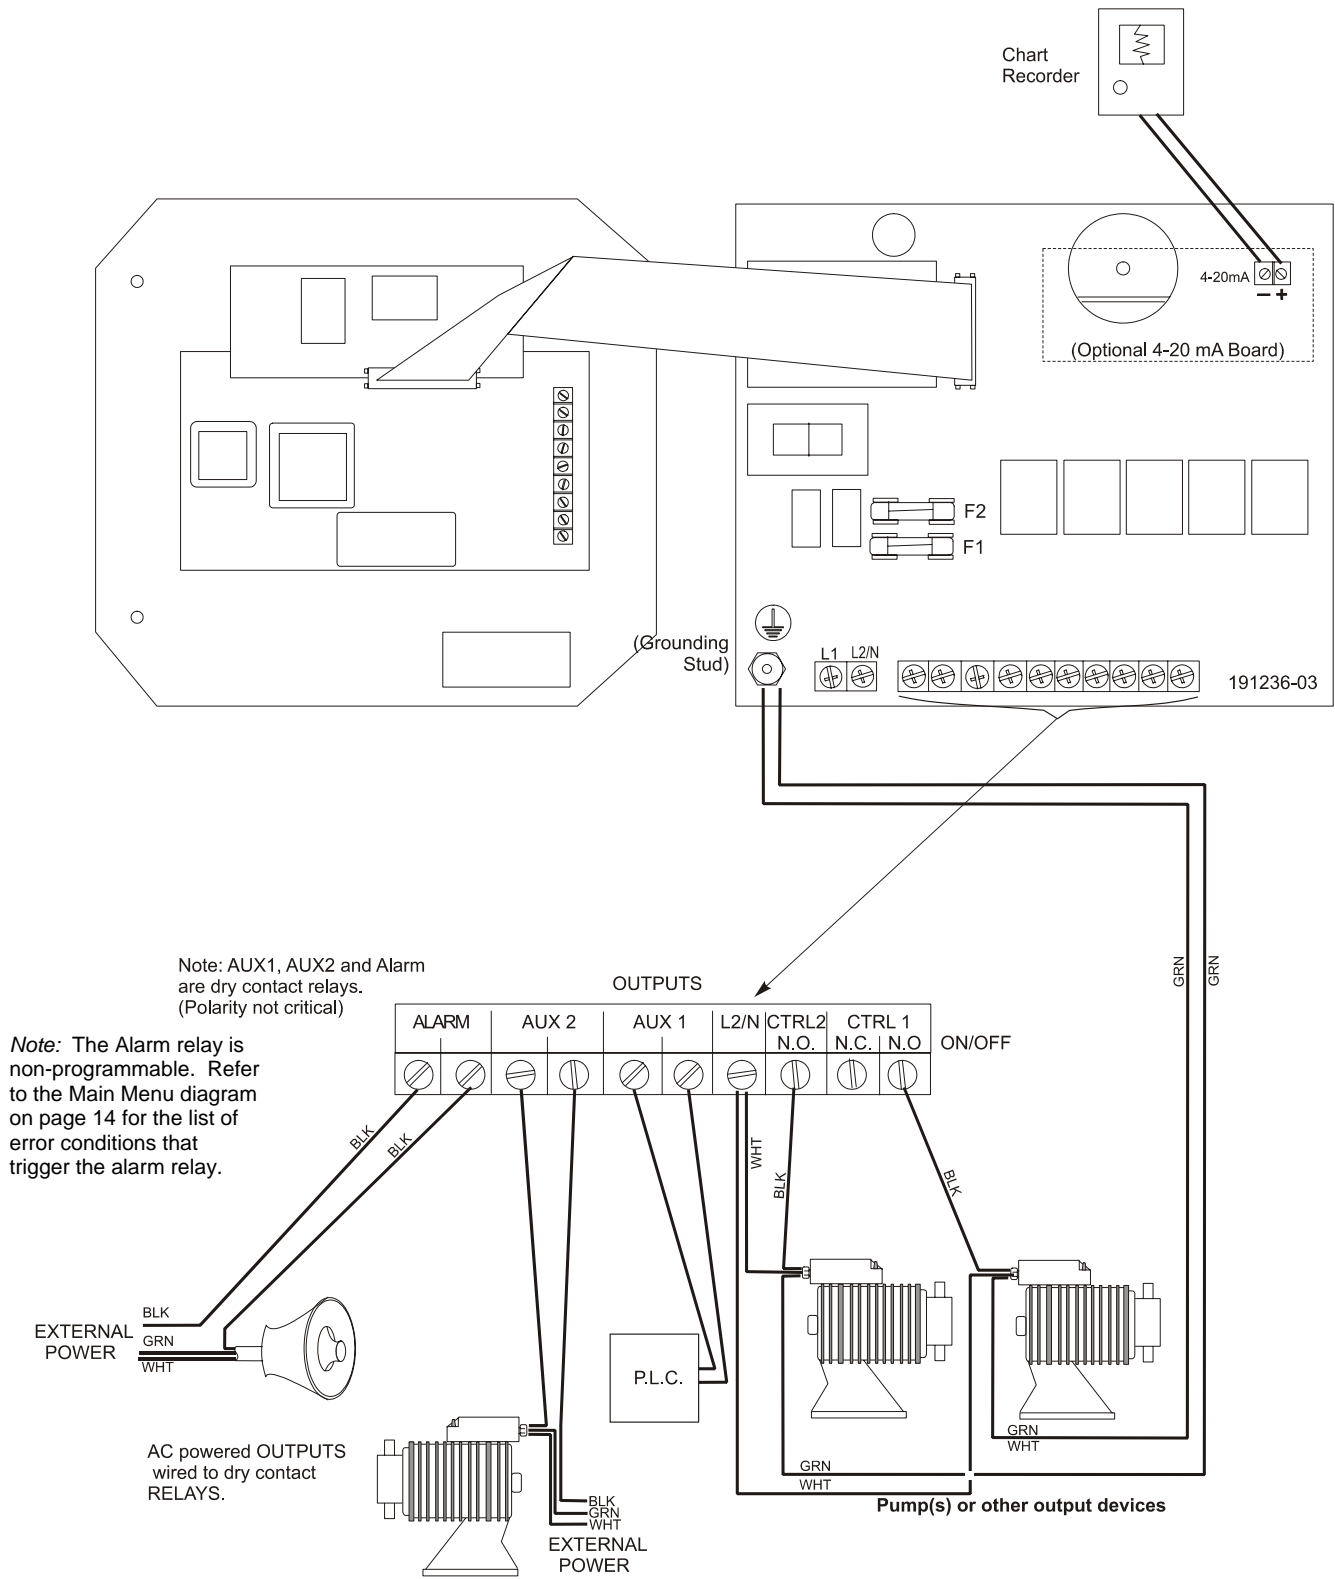 Chart
Recorder
4-20mA
– +
(Optional 4-20 mA Board)
F2
F1
(Grounding
Stud)
L1 L2/N
191236-03
GRN
GRN
Note: AUX1, AUX2 and Alarm
are dry contact relays.
(Polarity not critical)
OUTPUTS
ALARM AUX 2 AUX 1 L2/N CTRL2 CTRL 1
N.O. N.C. N.O
ON/OFF
Note: The Alarm relay is
non-programmable. Refer
to the Main Menu diagram
on page 14 for the list of
error conditions that
trigger the alarm relay.
BLK
BLK
WHT
BLK
BLK
BLK
EXTERNAL
POWER
GRN
WHT
P.L.C.
AC powered OUTPUTS
wired to dry contact
RELAYS.
BLK
GRN
WHT
EXTERNAL
POWER
GRN
WHT
GRN
WHT
Pump(s) or other output devices